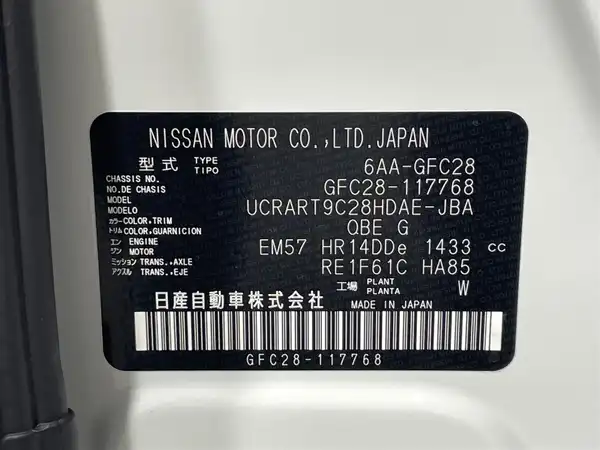 NISSAN MOTOR CO.,LTD.JAPAN
型式 TYPE TIPO 6AA-GFC28
CHASSIS NO. NO.DE CHASIS GFC28-117768
MODEL MODELO UCRART9C28HDAE-JBA
カラー COLOR,TRIM トリム COLOR,GUARNICION QBE G
エンジン ENGINE MOTOR EM57 HR14DDe 1433 cc
ミッション TRANS.,AXLE アクスル TRANS.,EJE RE1F61C HA85
工場 PLANT PLANTA W
日産自動車株式会社 MADE IN JAPAN
GFC28-117768